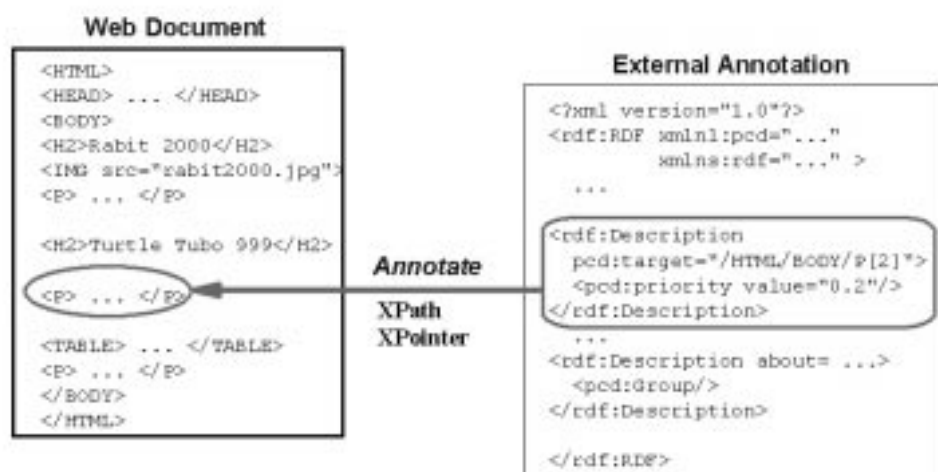 Web Document
<HTML>
<HEAD> ... </HEAD>
<BODY>
<H2>Rabit 2000</H2>
<IMG src="rabit2000.jpg">
<P> ... </P>
<H2>Turtle Tubo 999</H2>
<P> ... </P>
<TABLE> ... </TABLE>
<P> ... </P>
</BODY>
</HTML>
Annotate
XPath
XPointer
External Annotation
<?xml version="1.0"?>
<rdf:RDF xmlnl:pcd="..."
xmlns:rdf="..." >
...
<rdf:Description
pcd:target="/HTML/BODY/P[2]">
<pcd:priority value="0.2"/>
</rdf:Description>
...
<rdf:Description about= ...>
<pcd:Group/>
</rdf:Description>
</rdf:RDF>